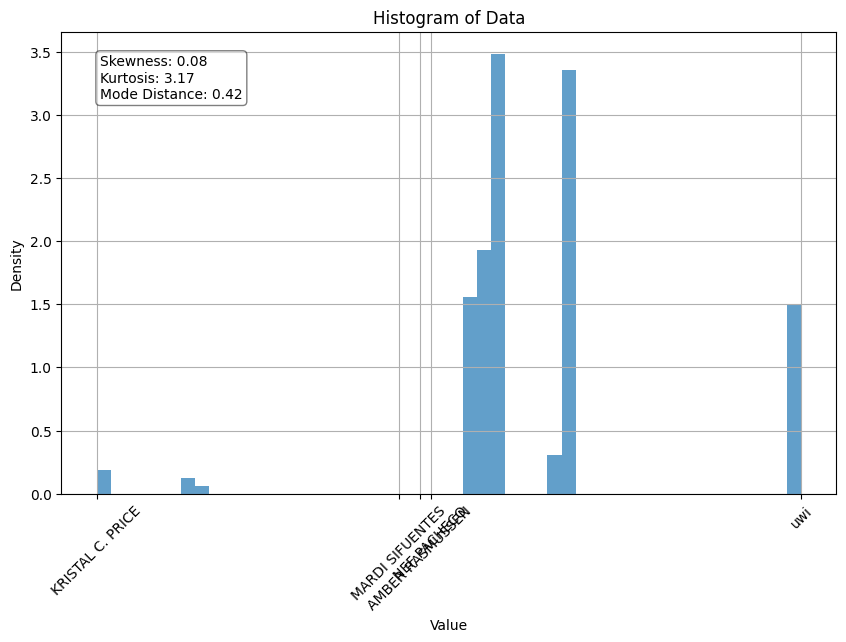 Histogram of Data
Skewness: 0.08
Kurtosis: 3.17
Mode Distance: 0.42
Density
3.5
3.0
2.5
2.0
1.5
1.0
0.5
0.0
KRISTAL C. PRICE
MARDI SIFUENTES
AMBER RASMUSSEN
PACHECO
uwi
Value